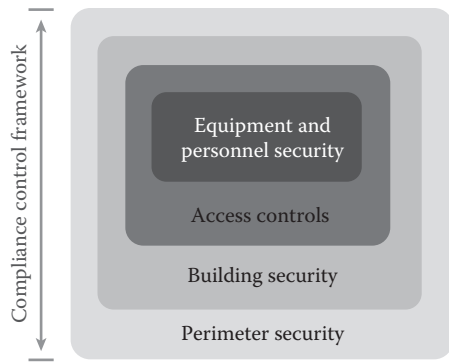 Compliance control framework
Equipment and
personnel security
Access controls
Building security
Perimeter security